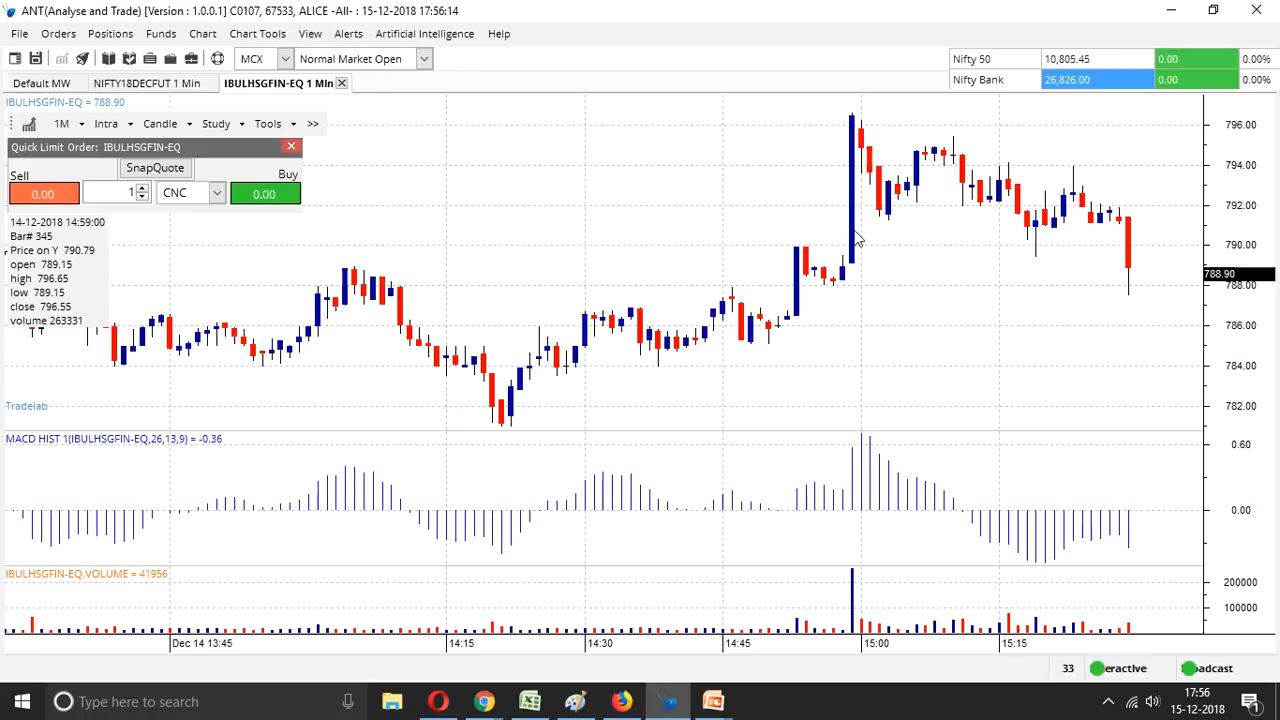 ANT(Analyse and Trade) [Version : 1.0.0.1] C0107, 67533, ALICE -All- : 15-12-2018 17:56:14
File Orders Positions Funds Chart Chart Tools View Alerts Artificial Intelligence Help
MCX Normal Market Open
Nifty 50 10,805.45 0.00 0.00%
Nifty Bank 26,826.00 0.00 0.00%
Default MW NIFTY18DECFUT 1 Min IBULHSGFIN-EQ 1 Min
IBULHSGFIN-EQ = 788.90
1M Intra Candle Study Tools >>
Quick Limit Order: IBULHSGFIN-EQ
SnapQuote
Sell Buy
0.00 1 CNC 0.00
14-12-2018 14:59:00
Bar# 345
Price on Y 790.79
open 789.15
high 796.65
low 789.15
close 796.55
volume 263331
796.00
794.00
792.00
790.00
788.90
788.00
786.00
784.00
782.00
Tradelab
MACD HIST 1(IBULHSGFIN-EQ,26,13,9) = -0.36
0.60
0.00
IBULHSGFIN-EQ.VOLUME = 41956
200000
100000
Dec 14 13:45 14:15 14:30 14:45 15:00 15:15
33 eractive oadcast
Type here to search
17:56
15-12-2018
1